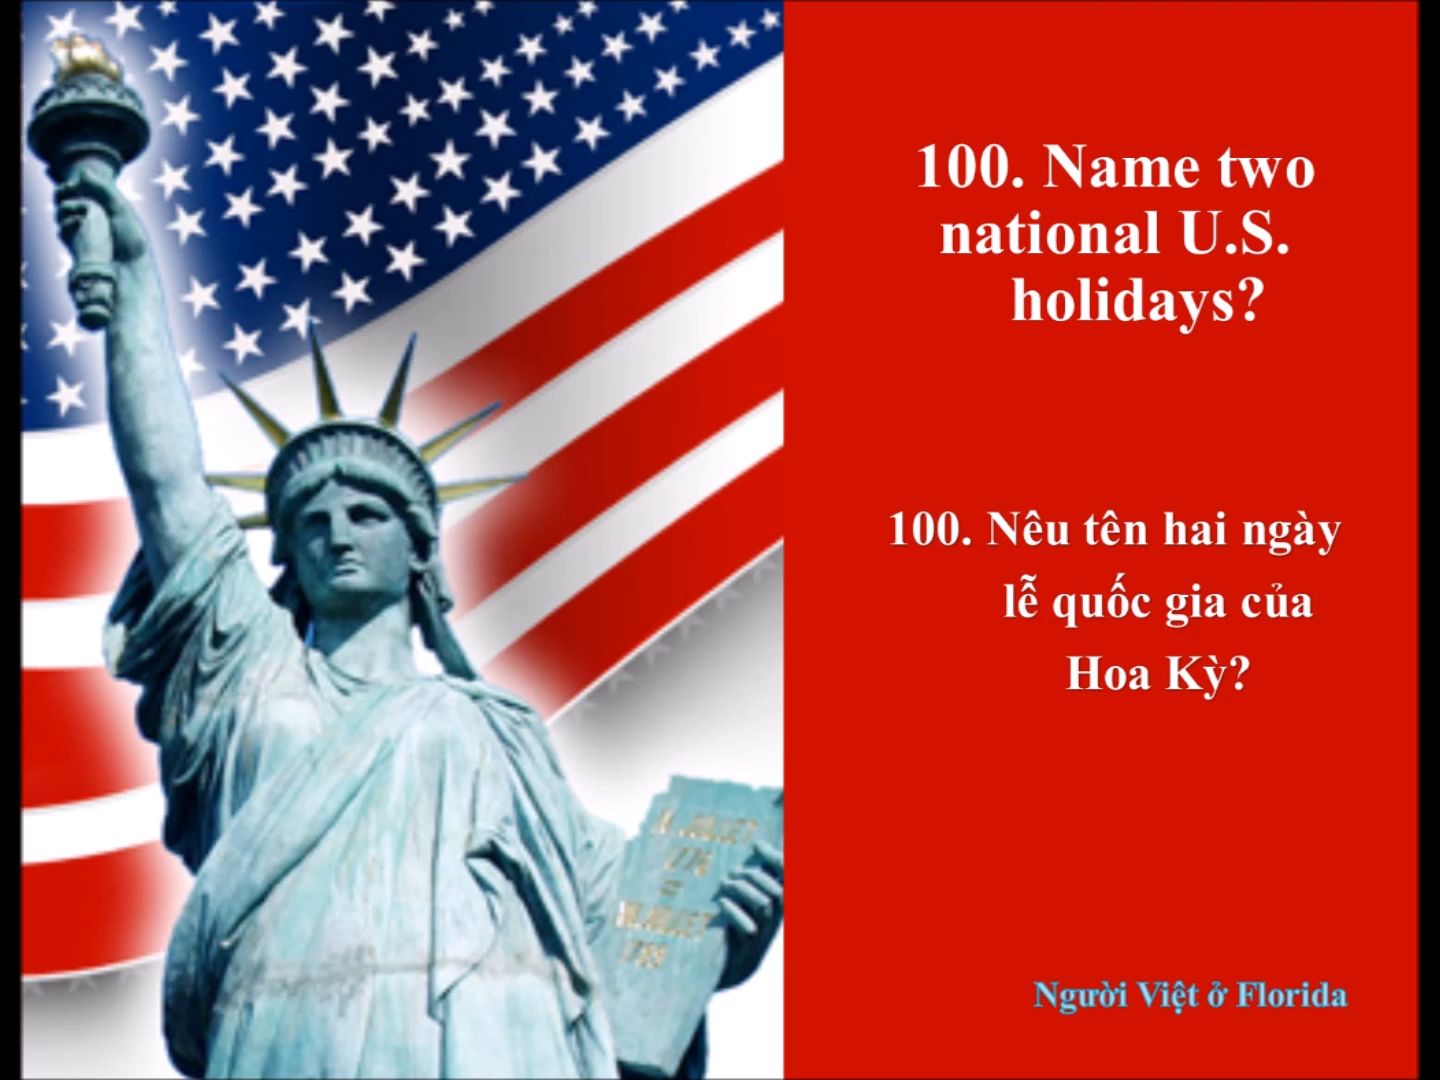 100. Name two
national U.S.
holidays?
100. Nêu tên hai ngày
lễ quốc gia của
Hoa Kỳ?
Người Việt ở Florida